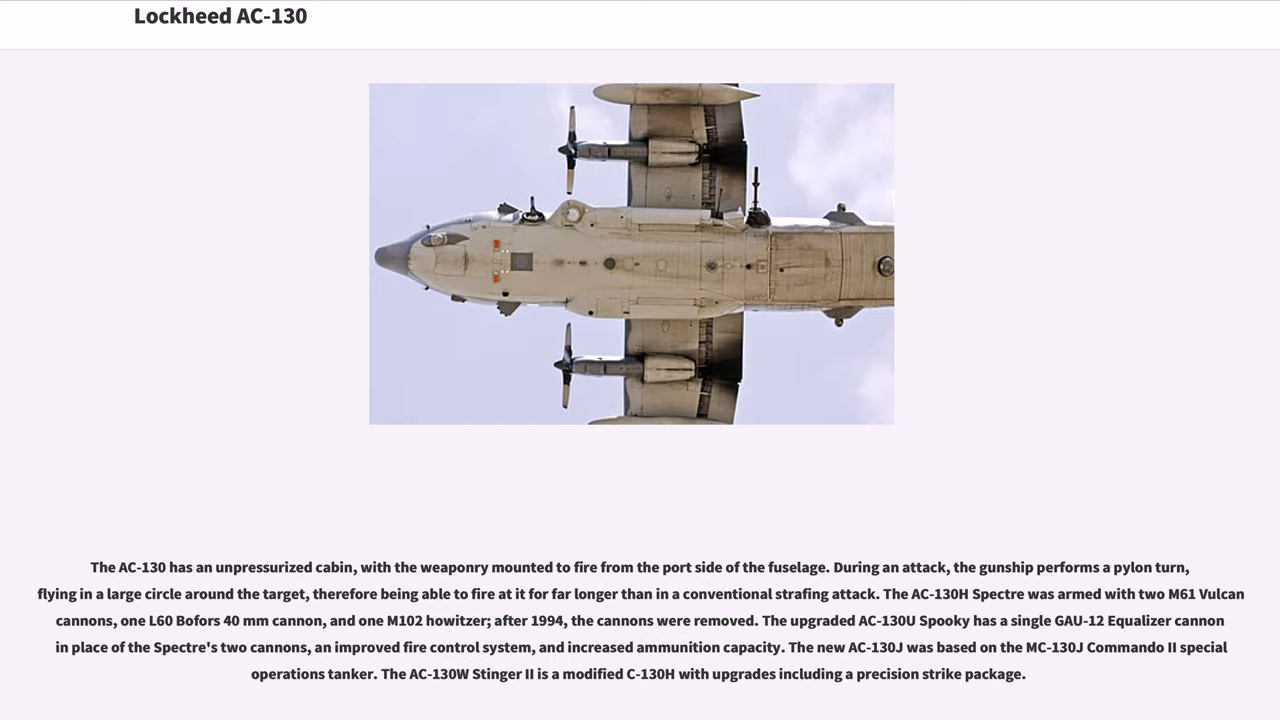 Lockheed AC-130
The AC-130 has an unpressurized cabin, with the weaponry mounted to fire from the port side of the fuselage. During an attack, the gunship performs a pylon turn,
flying in a large circle around the target, therefore being able to fire at it for far longer than in a conventional strafing attack. The AC-130H Spectre was armed with two M61 Vulcan
cannons, one L60 Bofors 40 mm cannon, and one M102 howitzer; after 1994, the cannons were removed. The upgraded AC-130U Spooky has a single GAU-12 Equalizer cannon
in place of the Spectre's two cannons, an improved fire control system, and increased ammunition capacity. The new AC-130J was based on the MC-130J Commando II special
operations tanker. The AC-130W Stinger II is a modified C-130H with upgrades including a precision strike package.